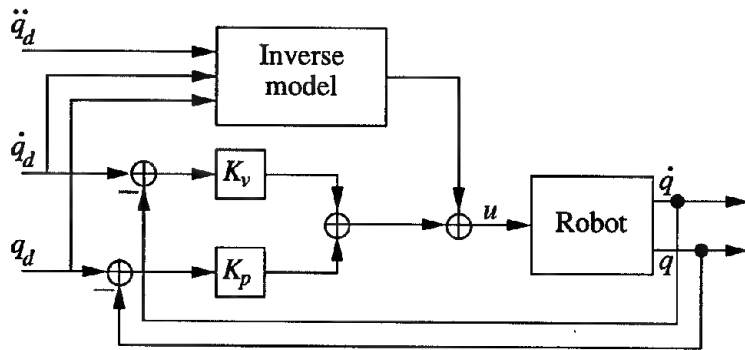 q̈_d
Inverse
model
q̇_d
K_v
q̇
u
Robot
q_d
K_p
q